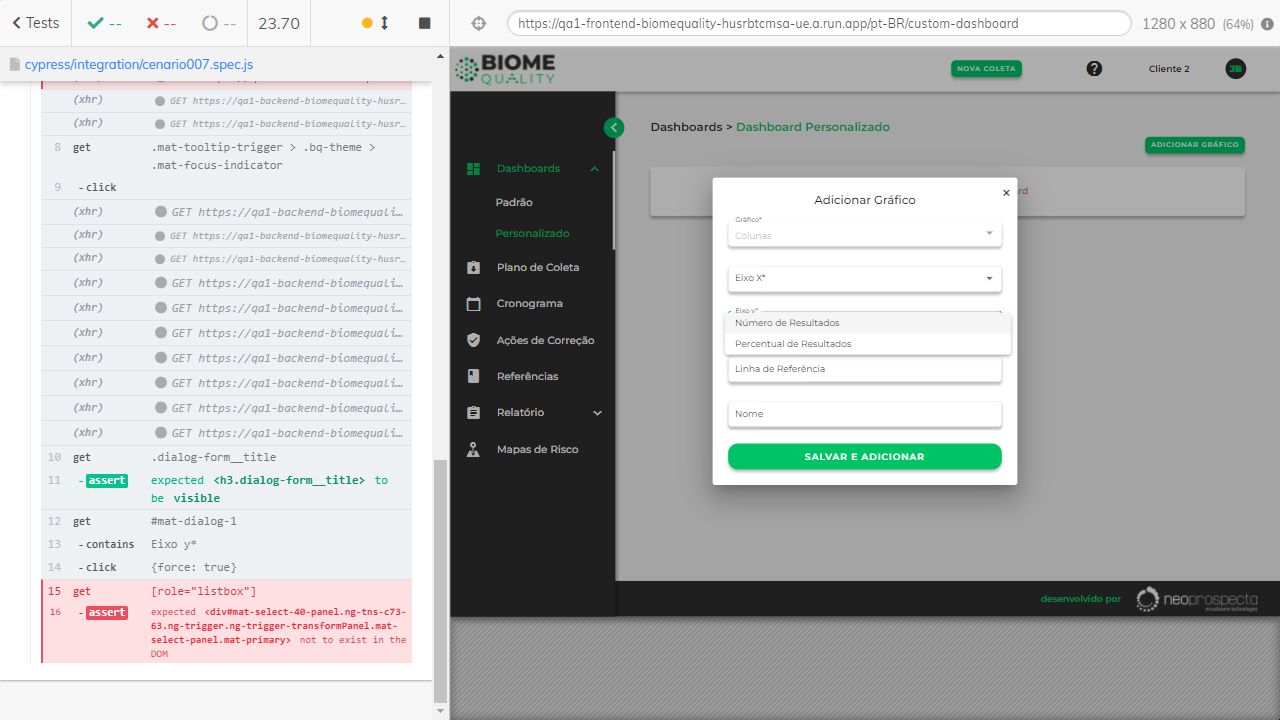 Tests
--
--
--
23.70
https://qa1-frontend-biomequality-husrbtcmsa-ue.a.run.app/pt-BR/custom-dashboard
1280 x 880 (64%)
cypress/integration/cenario007.spec.js
(xhr) GET https://qa1-backend-biomequality-husr…
(xhr) GET https://qa1-backend-biomequality-husr…
8 get .mat-tooltip-trigger > .bq-theme >
.mat-focus-indicator
9 -click
(xhr) GET https://qa1-backend-biomequali…
(xhr) GET https://qa1-backend-biomequality-husr…
(xhr) GET https://qa1-backend-biomequality-husr…
(xhr) GET https://qa1-backend-biomequali…
(xhr) GET https://qa1-backend-biomequali…
(xhr) GET https://qa1-backend-biomequali…
(xhr) GET https://qa1-backend-biomequali…
(xhr) GET https://qa1-backend-biomequali…
(xhr) GET https://qa1-backend-biomequali…
(xhr) GET https://qa1-backend-biomequali…
10 get .dialog-form__title
11 -assert expected <h3.dialog-form__title> to
be visible
12 get #mat-dialog-1
13 -contains Eixo y*
14 -click {force: true}
15 get [role="listbox"]
16 -assert expected <div#mat-select-40-panel.ng-tns-c73-
63.ng-trigger.ng-trigger-transformPanel.mat-
select-panel.mat-primary> not to exist in the
DOM
BIOME
QUALITY
NOVA COLETA
?
Cliente 2
JB
Dashboards
Padrão
Personalizado
Plano de Coleta
Cronograma
Ações de Correção
Referências
Relatório
Mapas de Risco
Dashboards > Dashboard Personalizado
ADICIONAR GRÁFICO
Adicionar Gráfico
×
Gráfico*
Colunas
Eixo X*
Eixo y*
Número de Resultados
Percentual de Resultados
Linha de Referência
Nome
SALVAR E ADICIONAR
desenvolvido por
neoprospecta